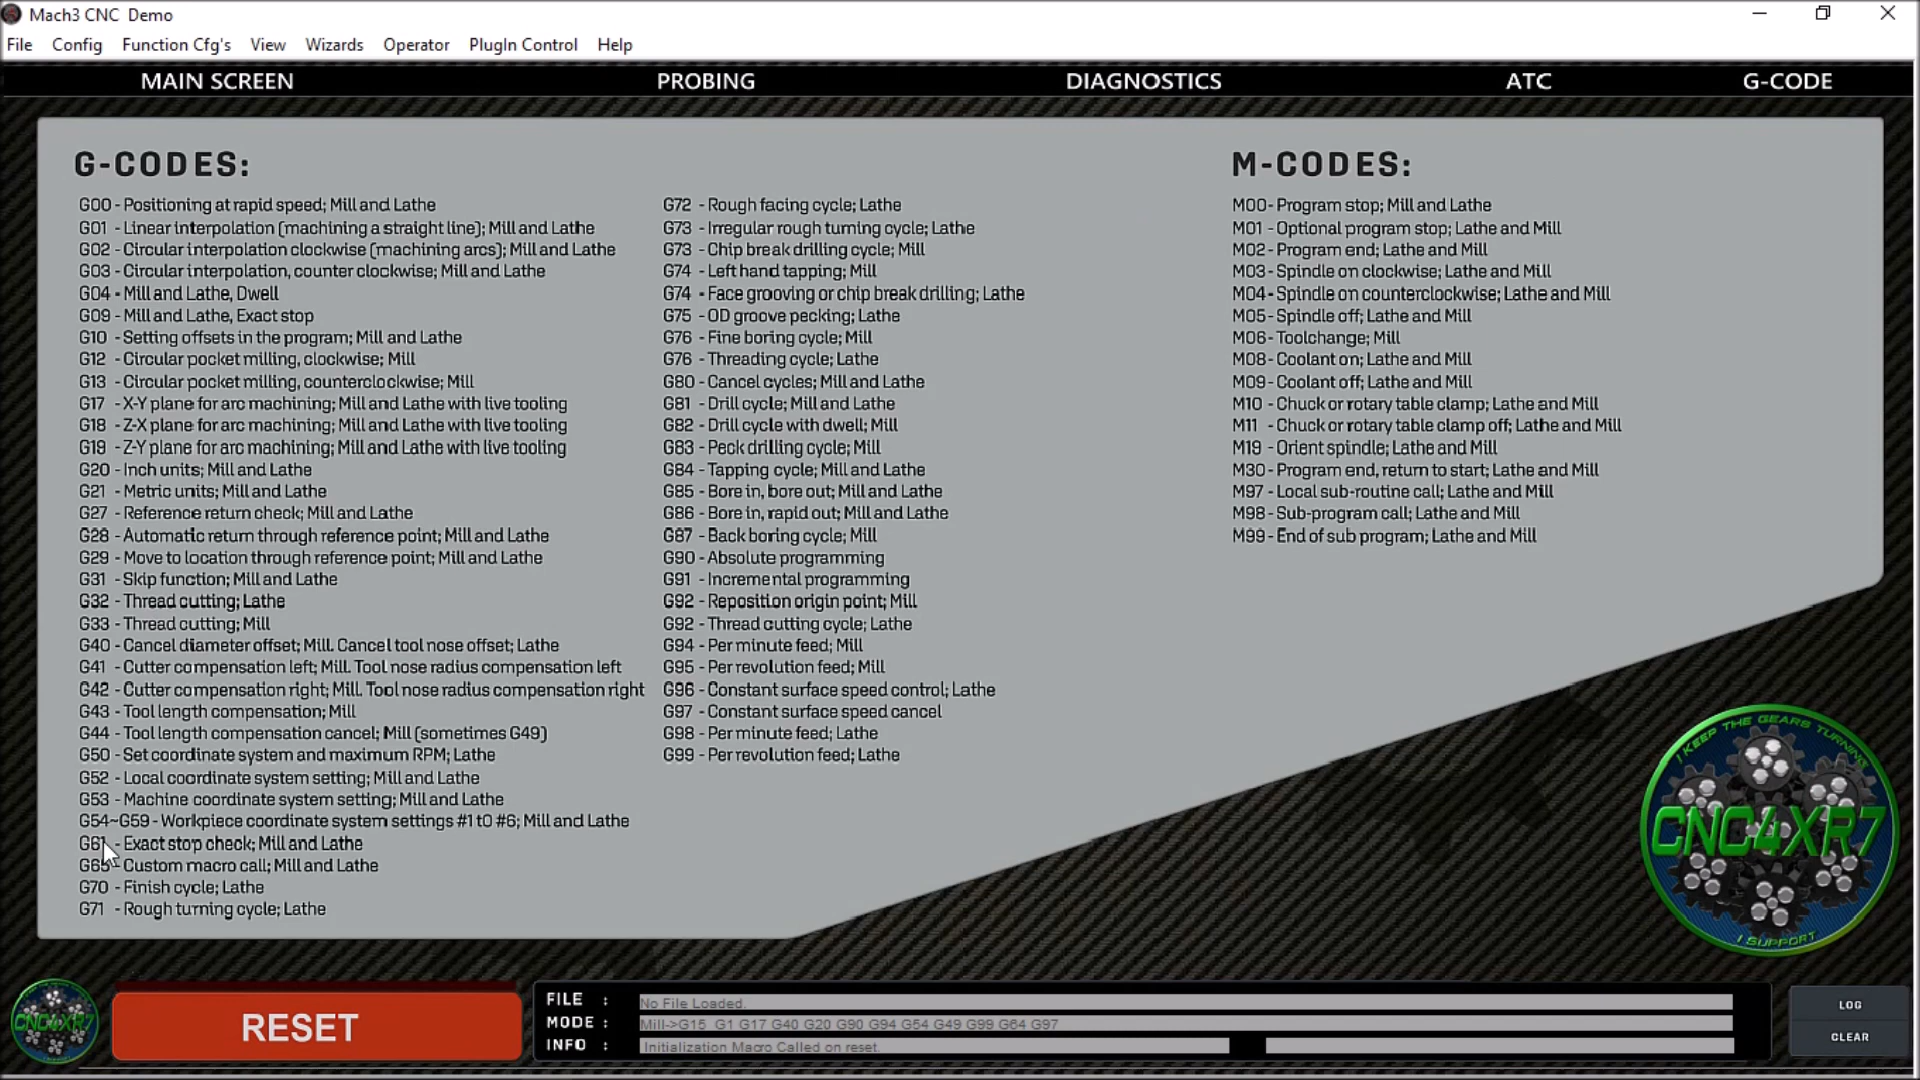 Mach3 CNC Demo
File Config Function Cfg's View Wizards Operator PlugIn Control Help
MAIN SCREEN PROBING DIAGNOSTICS ATC G-CODE
G-CODES:
G00 - Positioning at rapid speed; Mill and Lathe
G01 - Linear interpolation (machining a straight line); Mill and Lathe
G02 - Circular interpolation clockwise (machining arcs); Mill and Lathe
G03 - Circular interpolation, counter clockwise; Mill and Lathe
G04 - Mill and Lathe, Dwell
G09 - Mill and Lathe, Exact stop
G10 - Setting offsets in the program; Mill and Lathe
G12 - Circular pocket milling, clockwise; Mill
G13 - Circular pocket milling, counterclockwise; Mill
G17 - X-Y plane for arc machining; Mill and Lathe with live tooling
G18 - Z-X plane for arc machining; Mill and Lathe with live tooling
G19 - Z-Y plane for arc machining; Mill and Lathe with live tooling
G20 - Inch units; Mill and Lathe
G21 - Metric units; Mill and Lathe
G27 - Reference return check; Mill and Lathe
G28 - Automatic return through reference point; Mill and Lathe
G29 - Move to location through reference point; Mill and Lathe
G31 - Skip function; Mill and Lathe
G32 - Thread cutting; Lathe
G33 - Thread cutting; Mill
G40 - Cancel diameter offset; Mill. Cancel tool nose offset; Lathe
G41 - Cutter compensation left; Mill. Tool nose radius compensation left
G42 - Cutter compensation right; Mill. Tool nose radius compensation right
G43 - Tool length compensation; Mill
G44 - Tool length compensation cancel; Mill (sometimes G49)
G50 - Set coordinate system and maximum RPM; Lathe
G52 - Local coordinate system setting; Mill and Lathe
G53 - Machine coordinate system setting; Mill and Lathe
G54~G59 - Workpiece coordinate system settings #1 t0 #6; Mill and Lathe
G61 - Exact stop check; Mill and Lathe
G65 - Custom macro call; Mill and Lathe
G70 - Finish cycle; Lathe
G71 - Rough turning cycle; Lathe
G72 - Rough facing cycle; Lathe
G73 - Irregular rough turning cycle; Lathe
G73 - Chip break drilling cycle; Mill
G74 - Left hand tapping; Mill
G74 - Face grooving or chip break drilling; Lathe
G75 - OD groove pecking; Lathe
G76 - Fine boring cycle; Mill
G76 - Threading cycle; Lathe
G80 - Cancel cycles; Mill and Lathe
G81 - Drill cycle; Mill and Lathe
G82 - Drill cycle with dwell; Mill
G83 - Peck drilling cycle; Mill
G84 - Tapping cycle; Mill and Lathe
G85 - Bore in, bore out; Mill and Lathe
G86 - Bore in, rapid out; Mill and Lathe
G87 - Back boring cycle; Mill
G90 - Absolute programming
G91 - Incremental programming
G92 - Reposition origin point; Mill
G92 - Thread cutting cycle; Lathe
G94 - Per minute feed; Mill
G95 - Per revolution feed; Mill
G96 - Constant surface speed control; Lathe
G97 - Constant surface speed cancel
G98 - Per minute feed; Lathe
G99 - Per revolution feed; Lathe
M-CODES:
M00 - Program stop; Mill and Lathe
M01 - Optional program stop; Lathe and Mill
M02 - Program end; Lathe and Mill
M03 - Spindle on clockwise; Lathe and Mill
M04 - Spindle on counterclockwise; Lathe and Mill
M05 - Spindle off; Lathe and Mill
M06 - Toolchange; Mill
M08 - Coolant on; Lathe and Mill
M09 - Coolant off; Lathe and Mill
M10 - Chuck or rotary table clamp; Lathe and Mill
M11 - Chuck or rotary table clamp off; Lathe and Mill
M19 - Orient spindle; Lathe and Mill
M30 - Program end, return to start; Lathe and Mill
M97 - Local sub-routine call; Lathe and Mill
M98 - Sub-program call; Lathe and Mill
M99 - End of sub program; Lathe and Mill
I KEEP THE GEARS TURNING
CNC4XR7
I SUPPORT
CNC4XR7
RESET
FILE : No File Loaded.
MODE : Mill->G15 G1 G17 G40 G20 G90 G94 G54 G49 G99 G64 G97
INFO : Initialization Macro Called on reset.
LOG
CLEAR